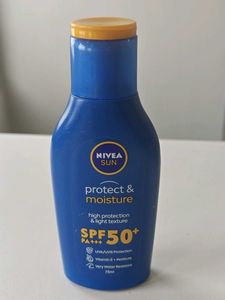 NIVEA
SUN
protect &
moisture
high protection
& light texture
SPF 50+
PA+++
UVA/UVB Protection
Vitamin E + Moisture
Very Water Resistant
75ml